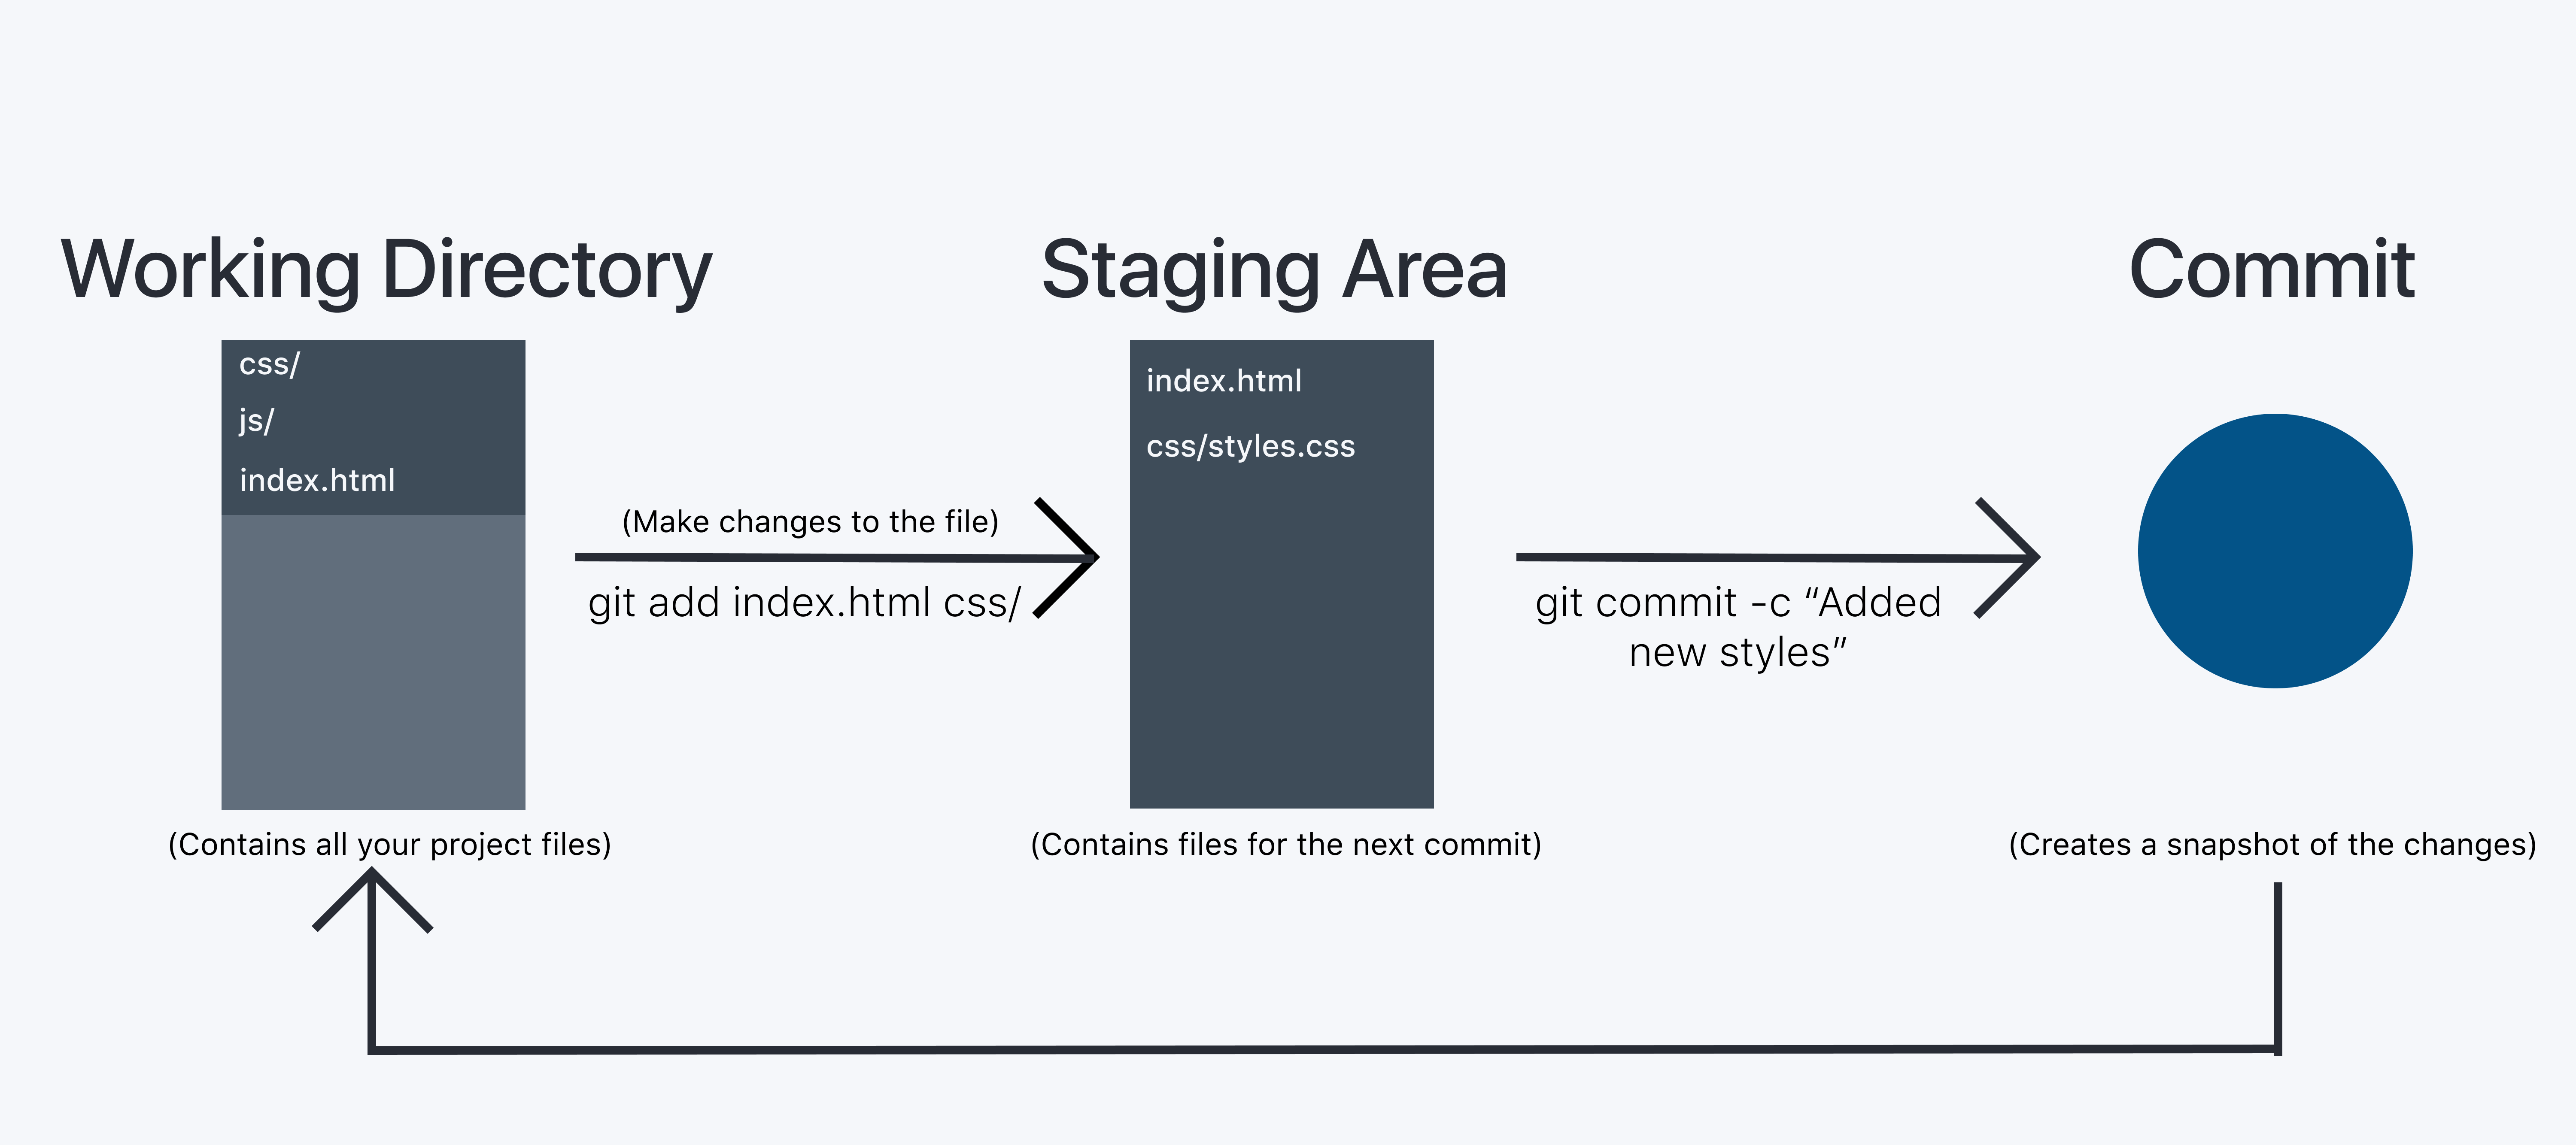 Working Directory
Staging Area
Commit
css/
js/
index.html
(Make changes to the file)
git add index.html css/
index.html
css/styles.css
git commit -c “Added
new styles”
(Contains all your project files)
(Contains files for the next commit)
(Creates a snapshot of the changes)